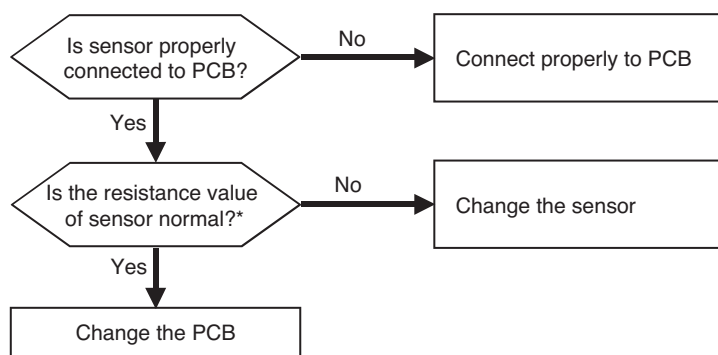 Is sensor properly
connected to PCB?
No
Connect properly to PCB
Yes
Is the resistance value
of sensor normal?*
No
Change the sensor
Yes
Change the PCB